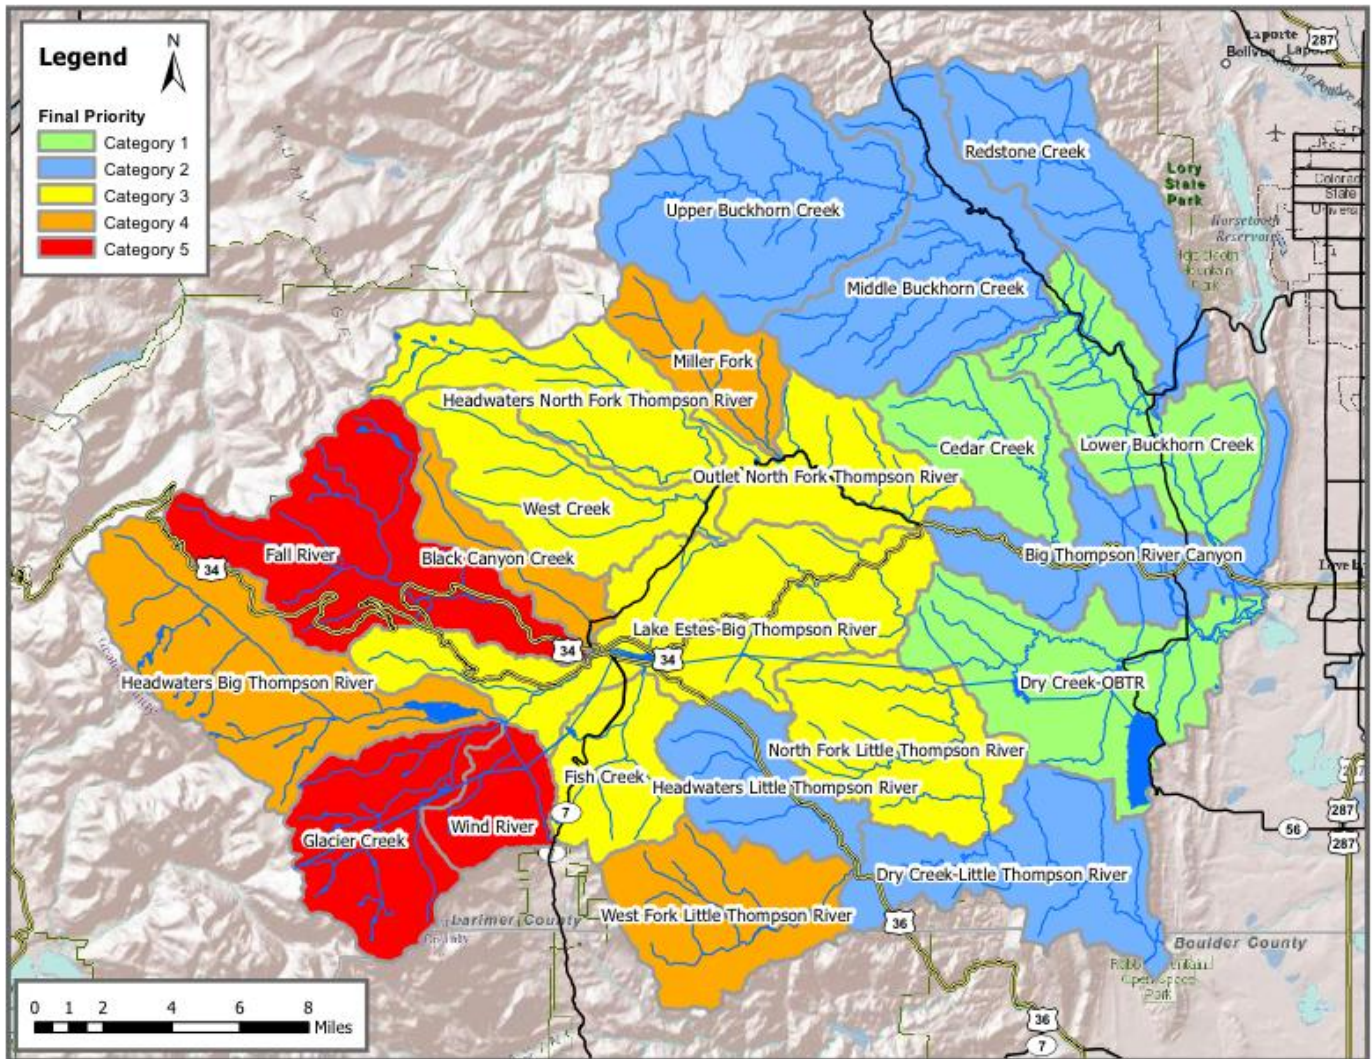 Legend
N
Final Priority
Category 1
Category 2
Category 3
Category 4
Category 5
Laporte
287
Redstone Creek
Lory
State
Park
Colorado
State
Upper Buckhorn Creek
Horsetooth
Reservoir
Middle Buckhorn Creek
Miller Fork
Headwaters North Fork Thompson River
Cedar Creek
Lower Buckhorn Creek
Outlet North Fork Thompson River
West Creek
Fall River
Black Canyon Creek
Big Thompson River Canyon
34
Lake Estes-Big Thompson River
34
34
Headwaters Big Thompson River
Dry Creek-OBTR
North Fork Little Thompson River
Fish Creek
Headwaters Little Thompson River
7
287
Wind River
56
Glacier Creek
287
Dry Creek-Little Thompson River
West Fork Little Thompson River
Larimer County
36
Boulder County
Open Space
Park
0 1 2 4 6 8
Miles
36
7